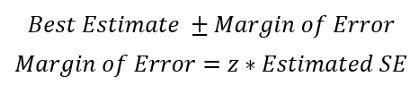 Best Estimate ± Margin of Error
Margin of Error = z * Estimated SE